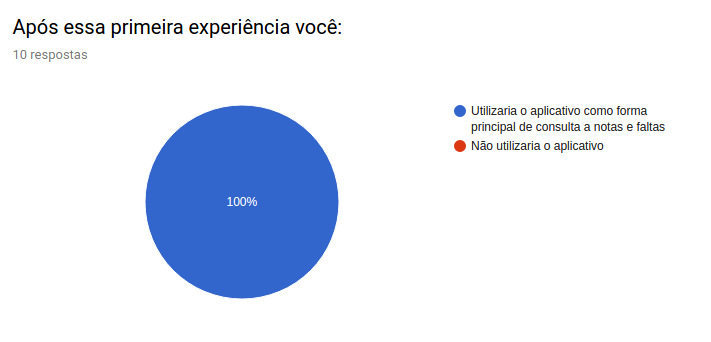 Após essa primeira experiência você:
10 respostas
100%
Utilizaria o aplicativo como forma
principal de consulta a notas e faltas
Não utilizaria o aplicativo